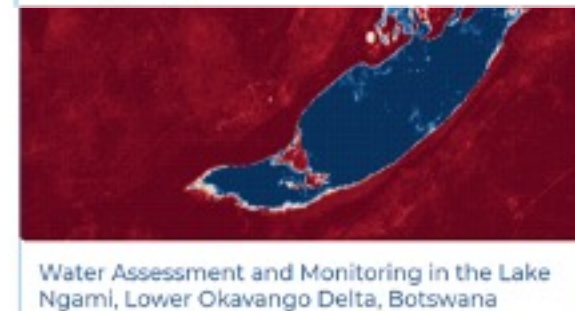 Water Assessment and Monitoring in the Lake
Ngami, Lower Okavango Delta, Botswana